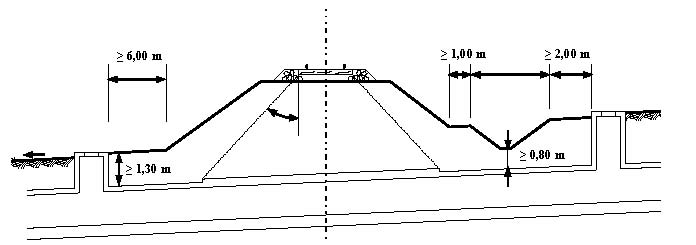 ≥ 6,00 m
≥ 1,00 m
≥ 2,00 m
≥ 1,30 m
≥ 0,80 m